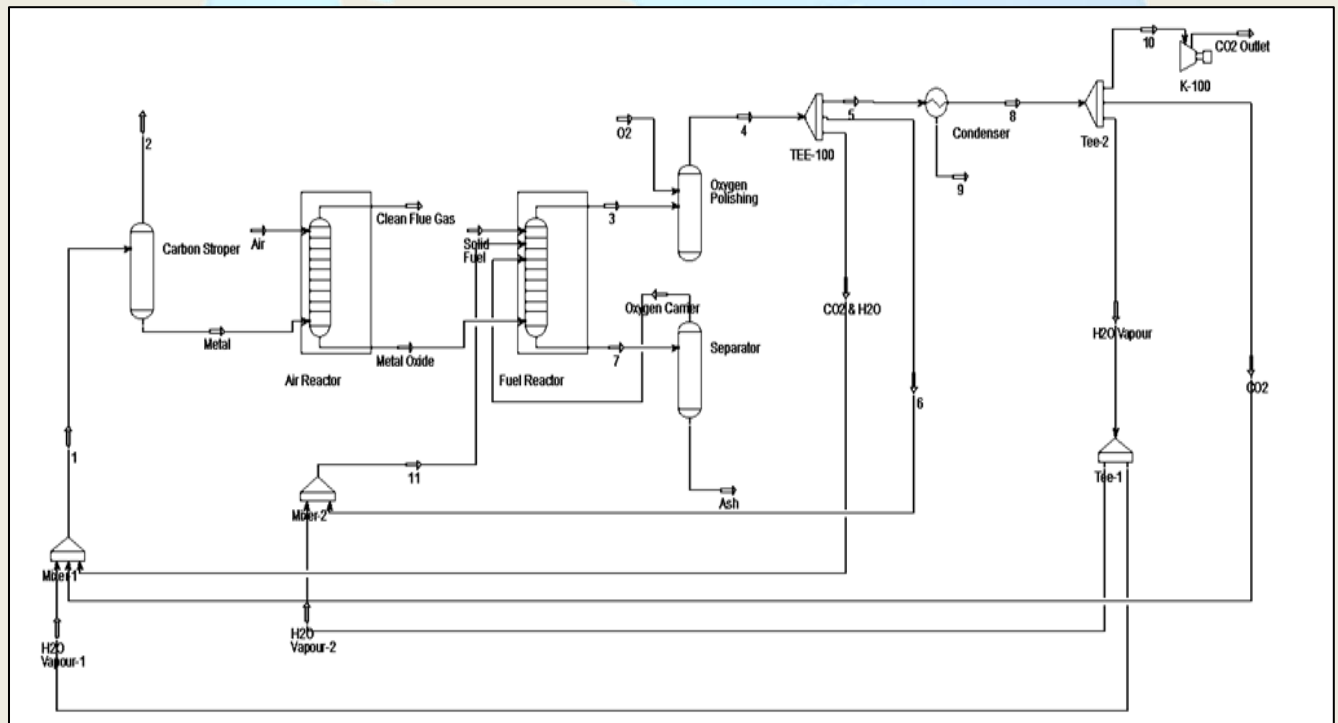 10
CO2 Outlet
K-100
2
O2
4
5
8
Condenser
Tee-2
TEE-100
9
Oxygen
Polishing
Clean Flue Gas
3
Carbon Stroper
Air
Solid
Fuel
Oxygen Carrier
CO2 & H2O
H2O Vapour
Metal
Metal Oxide
7
Separator
Air Reactor
Fuel Reactor
6
CO2
1
11
Tee-1
Mixer-2
Ash
Mixer-1
H2O
Vapour-1
H2O
Vapour-2